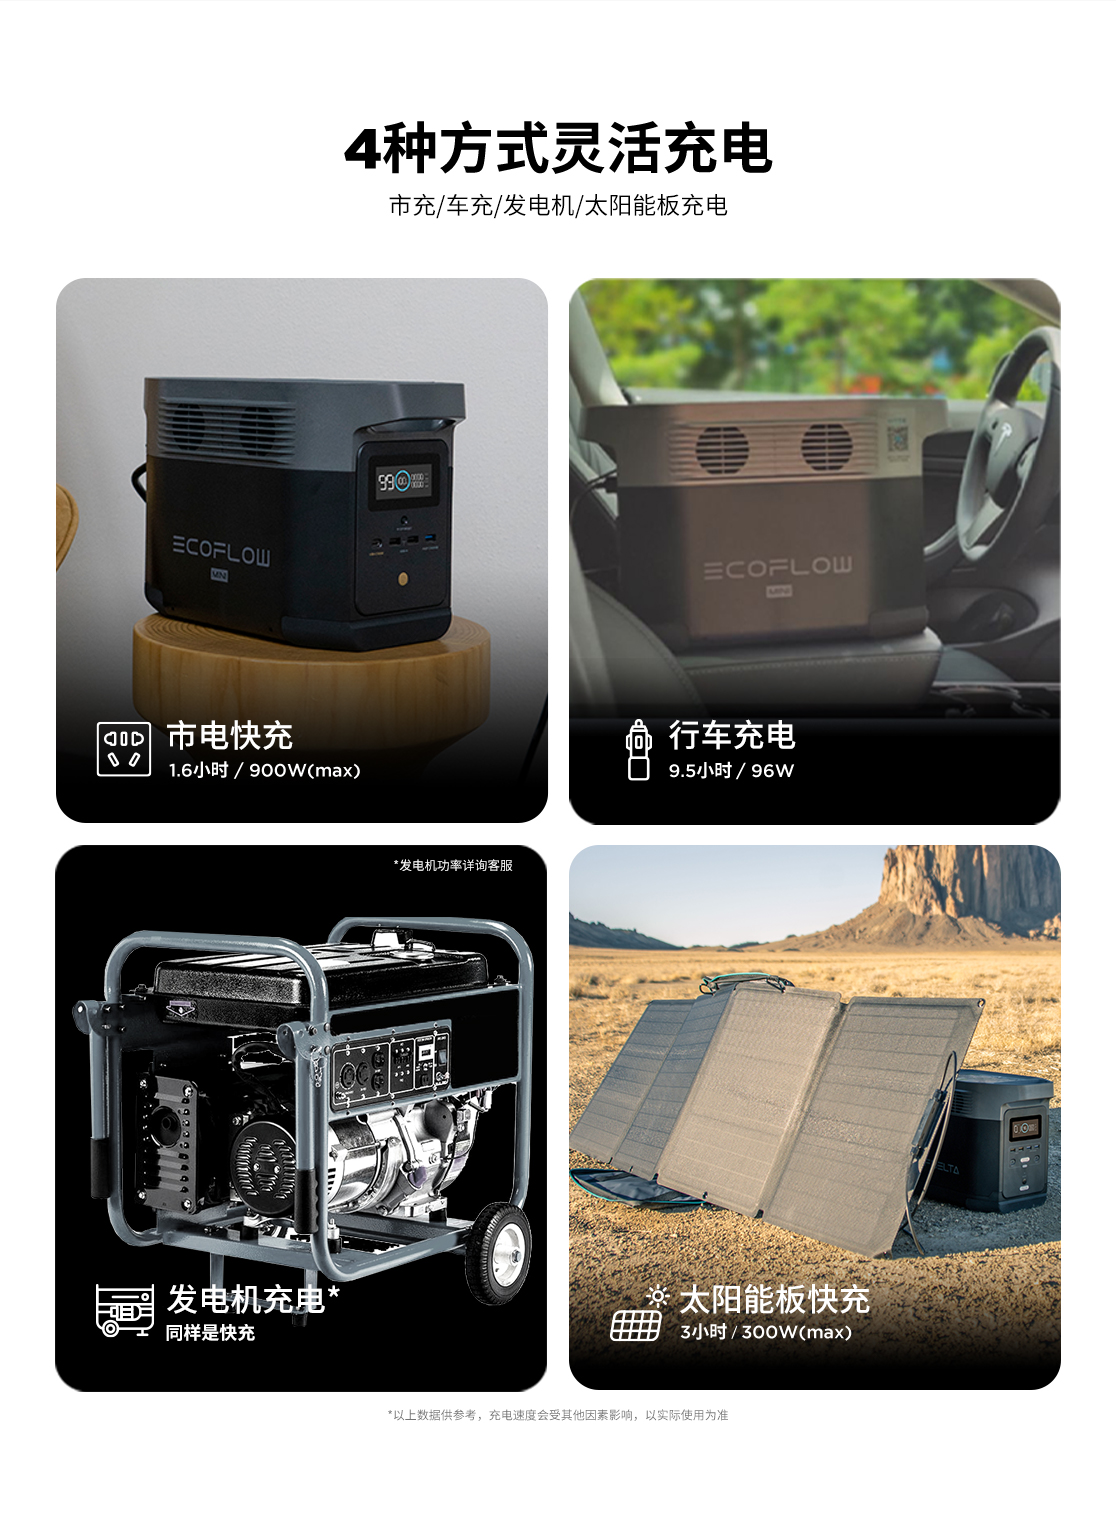 4种方式灵活充电
市充/车充/发电机/太阳能板充电
99
ECOFLOW
MINI
市电快充
1.6小时 / 900W(max)
ECOFLOW
MINI
行车充电
9.5小时 / 96W
*发电机功率详询客服
发电机充电*
同样是快充
ELTA
太阳能板快充
3小时 / 300W(max)
*以上数据供参考，充电速度会受其他因素影响，以实际使用为准